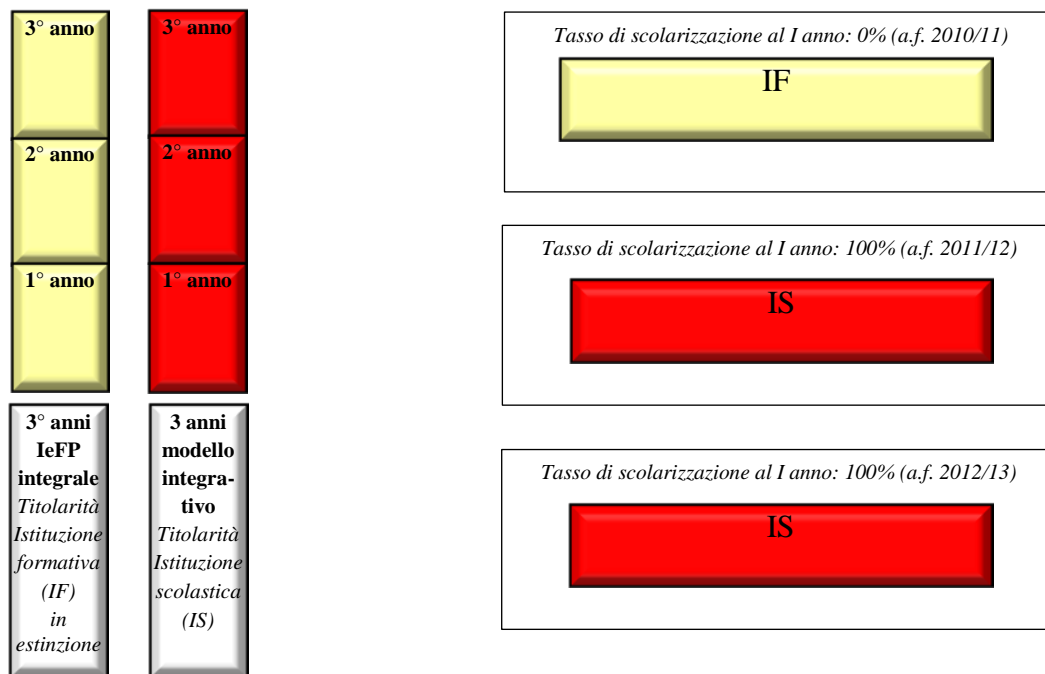 3° anno
2° anno
1° anno
3° anni
IeFP
integrale
Titolarità
Istituzione
formativa
(IF)
in
estinzione
3° anno
2° anno
1° anno
3 anni
modello
integra-
tivo
Titolarità
Istituzione
scolastica
(IS)
Tasso di scolarizzazione al I anno: 0% (a.f. 2010/11)
IF
Tasso di scolarizzazione al I anno: 100% (a.f. 2011/12)
IS
Tasso di scolarizzazione al I anno: 100% (a.f. 2012/13)
IS